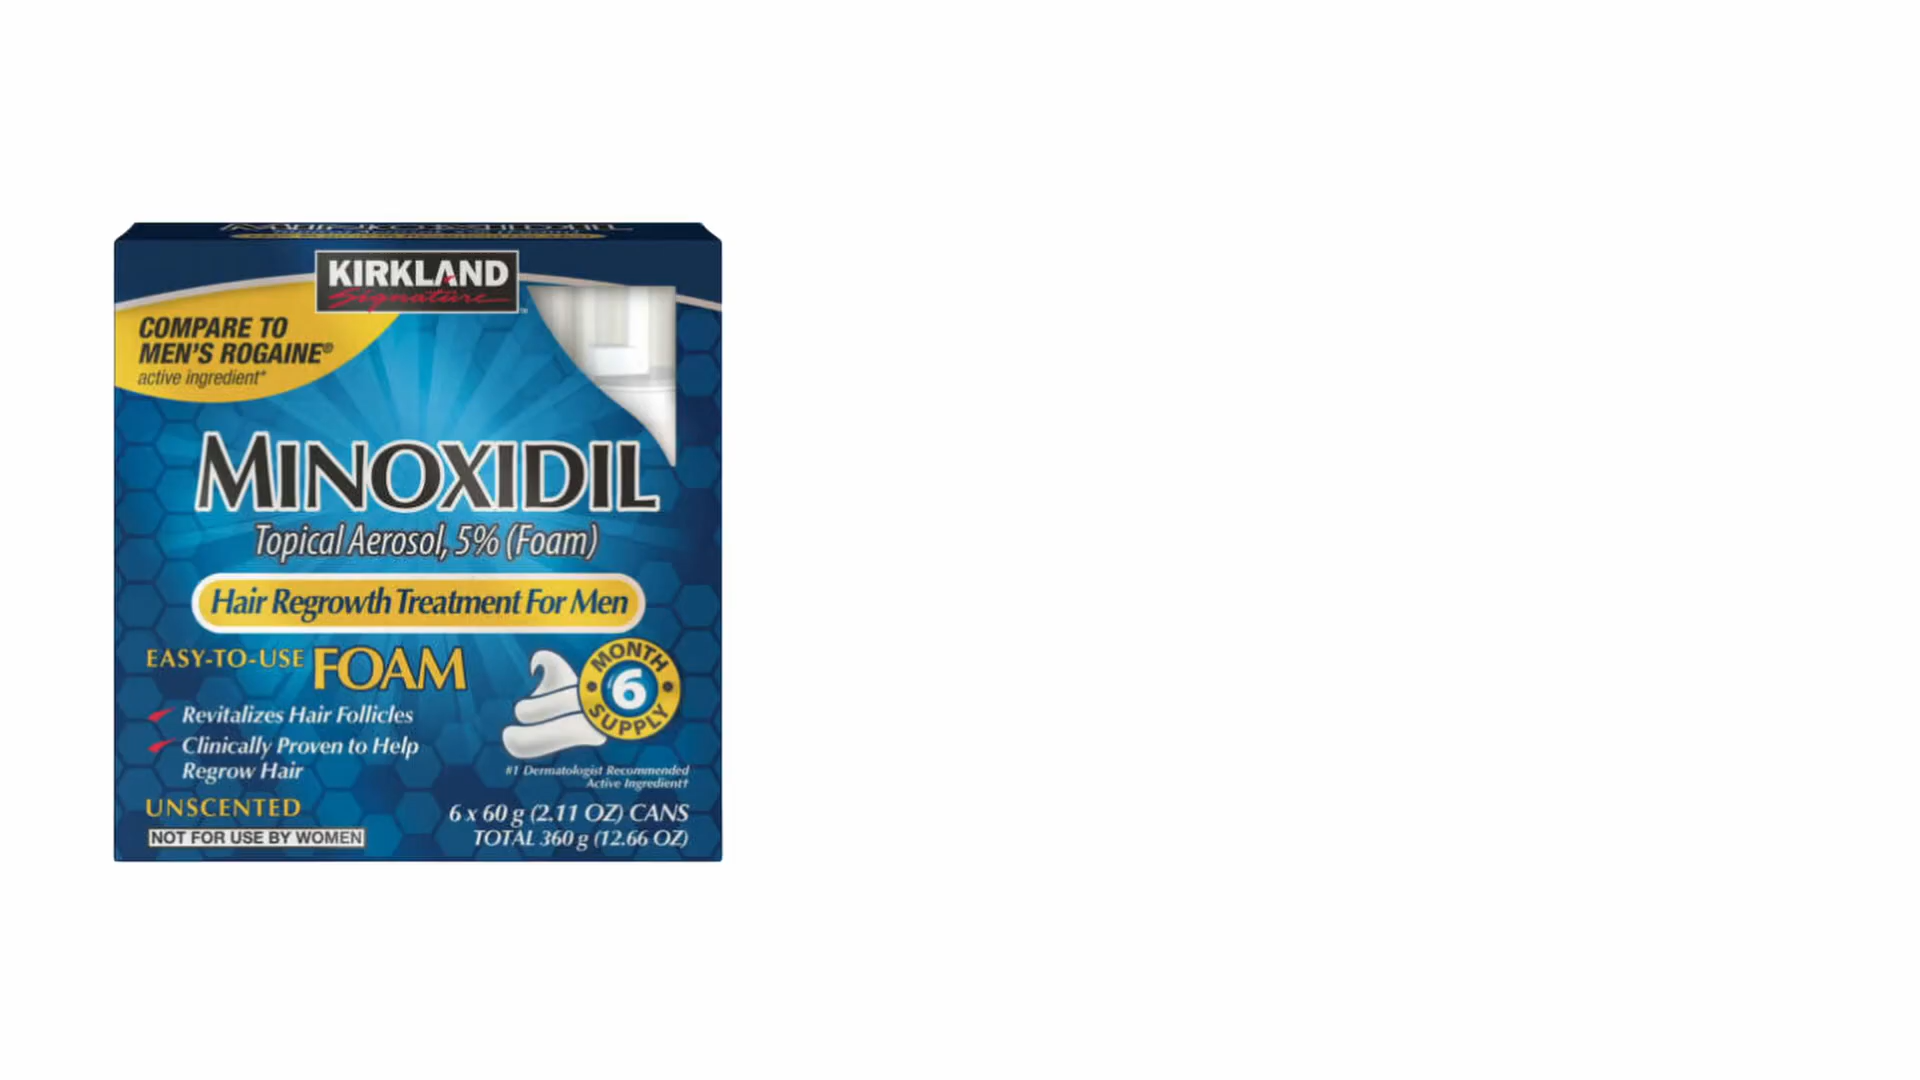 KIRKLAND
Signature™
COMPARE TO
MEN'S ROGAINE®
active ingredient*
MINOXIDIL
Topical Aerosol, 5% (Foam)
Hair Regrowth Treatment For Men
EASY-TO-USE FOAM
Revitalizes Hair Follicles
Clinically Proven to Help
Regrow Hair
UNSCENTED
NOT FOR USE BY WOMEN
MONTH
6
SUPPLY
#1 Dermatologist Recommended
Active Ingredient†
6 x 60 g (2.11 OZ) CANS
TOTAL 360 g (12.66 OZ)